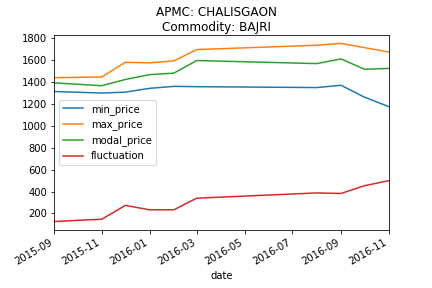 APMC: CHALISGAON
Commodity: BAJRI
1800
1600
1400
1200
1000
800
600
400
200
min_price
max_price
modal_price
fluctuation
2015-09
2015-11
2016-01
2016-03
2016-05
2016-07
2016-09
2016-11
date